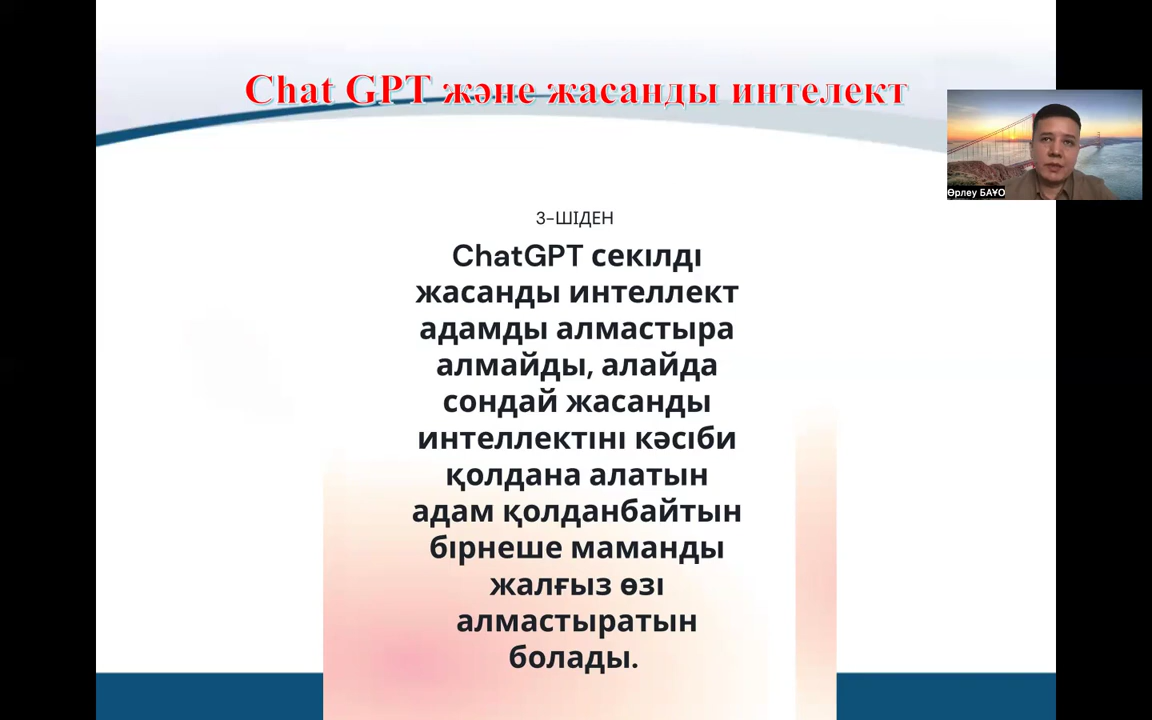 Chat GPT және жасанды интелект
Өрлеу БАҰО
3-ШІДЕН
ChatGPT секілді
жасанды интеллект
адамды алмастыра
алмайды, алайда
сондай жасанды
интеллектіні кәсіби
қолдана алатын
адам қолданбайтын
бірнеше маманды
жалғыз өзі
алмастыратын
болады.